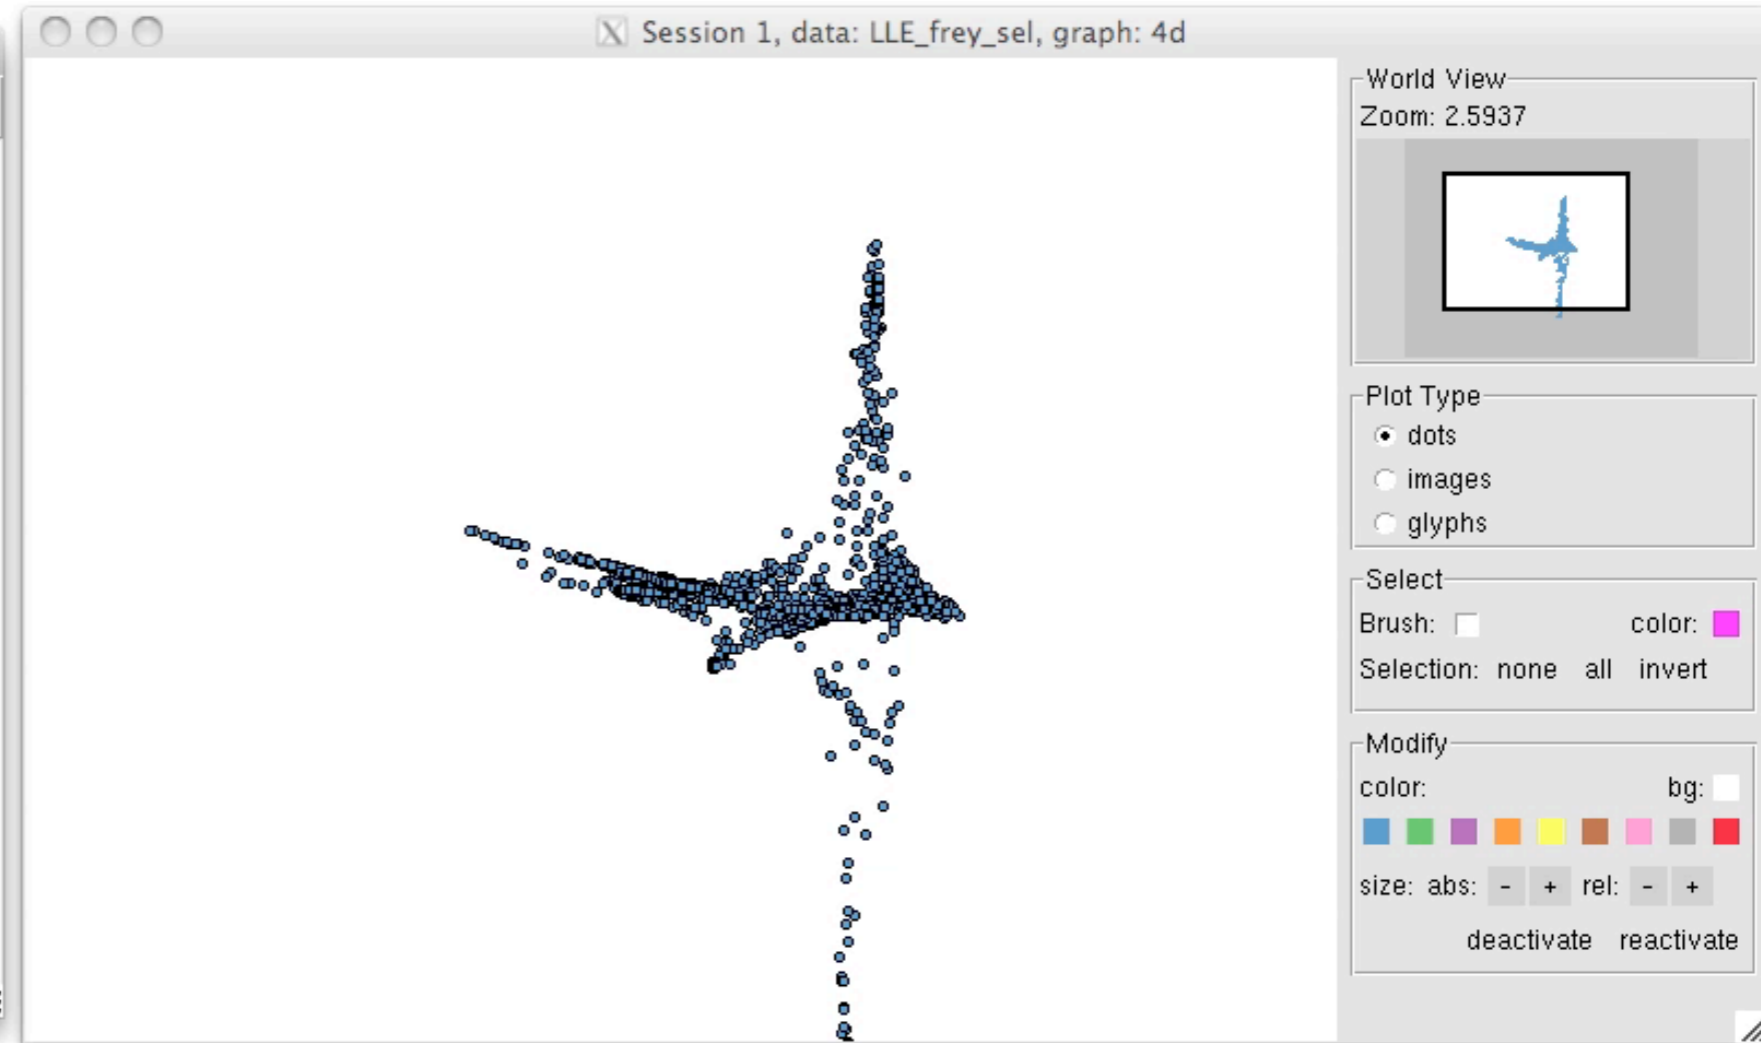 Session 1, data: LLE_frey_sel, graph: 4d
World View
Zoom: 2.5937
Plot Type
dots
images
glyphs
Select
Brush: color:
Selection: none all invert
Modify
color: bg:
size: abs: - + rel: - +
deactivate reactivate